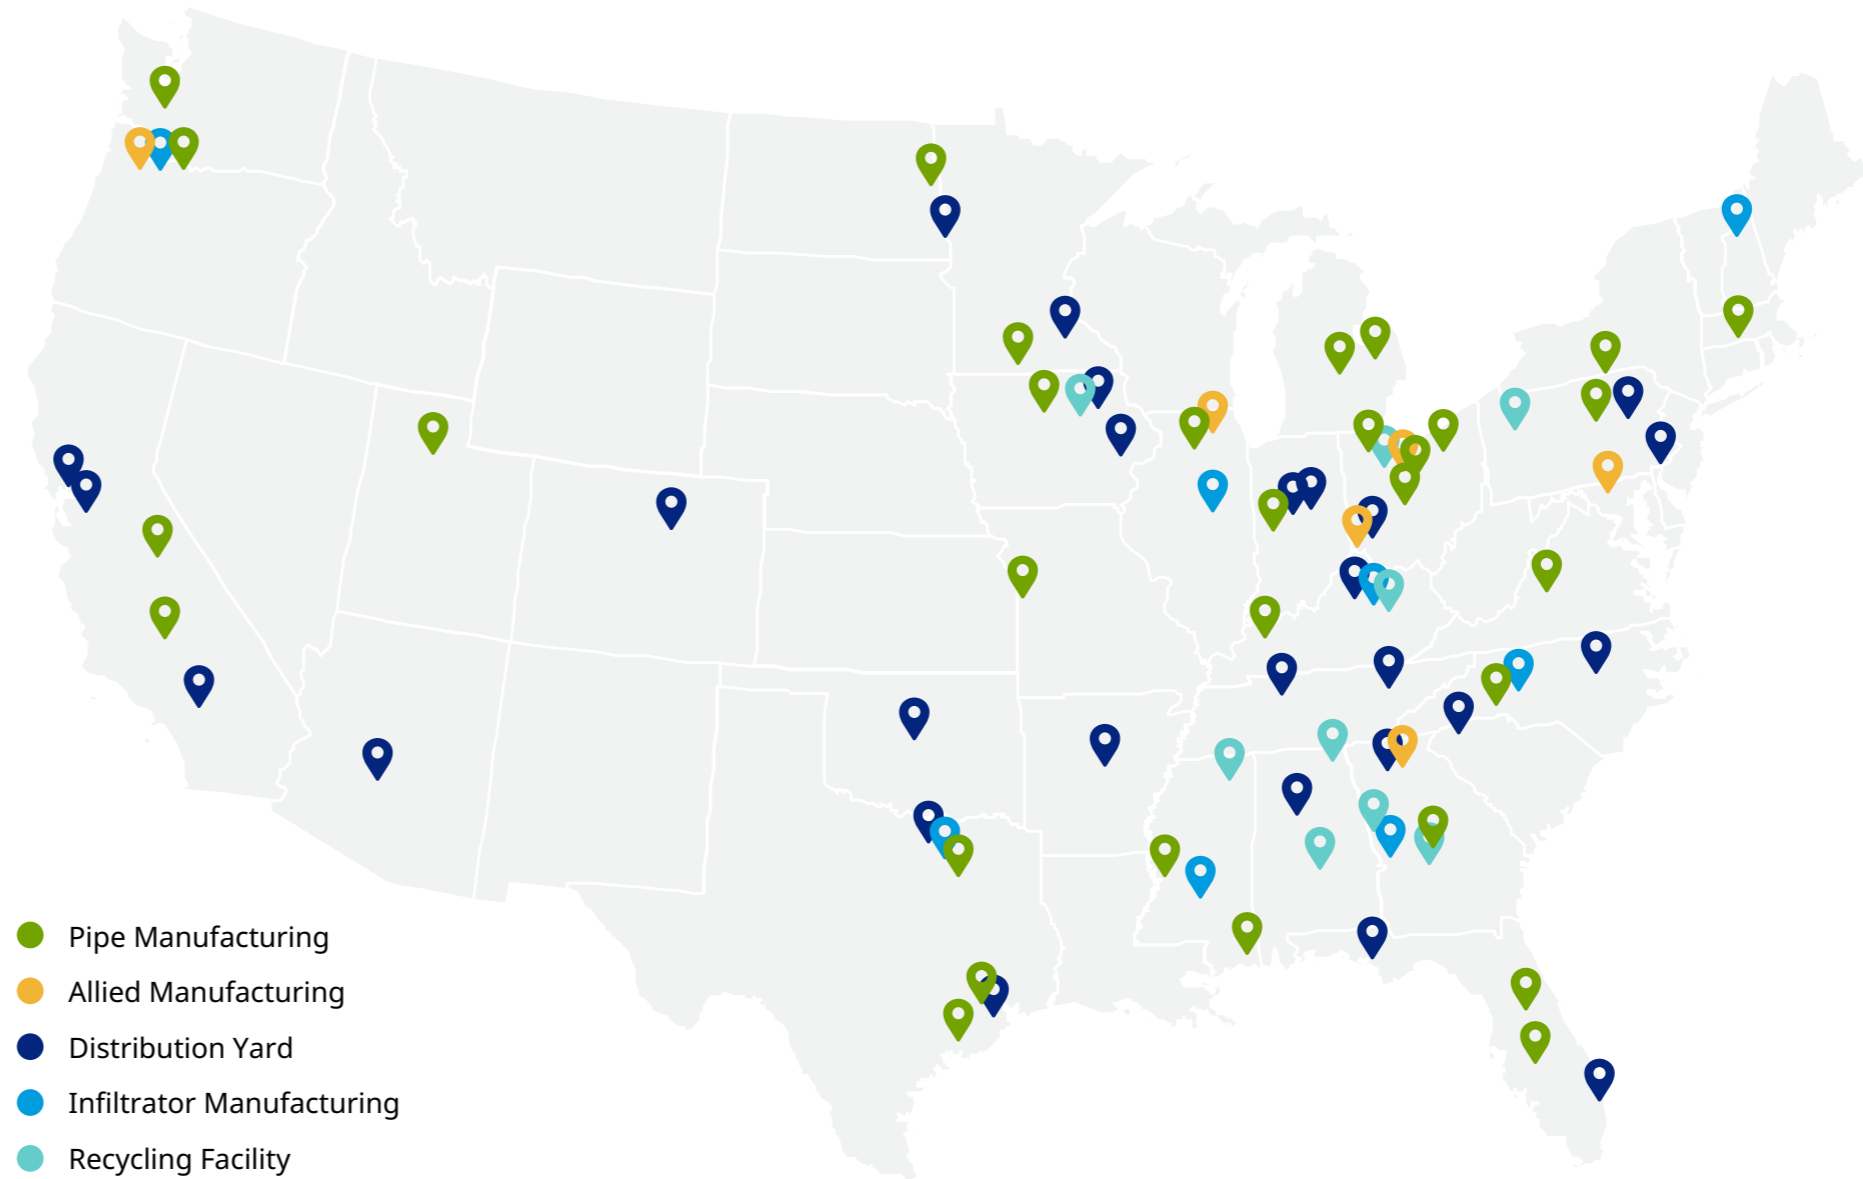 Pipe Manufacturing
Allied Manufacturing
Distribution Yard
Infiltrator Manufacturing
Recycling Facility